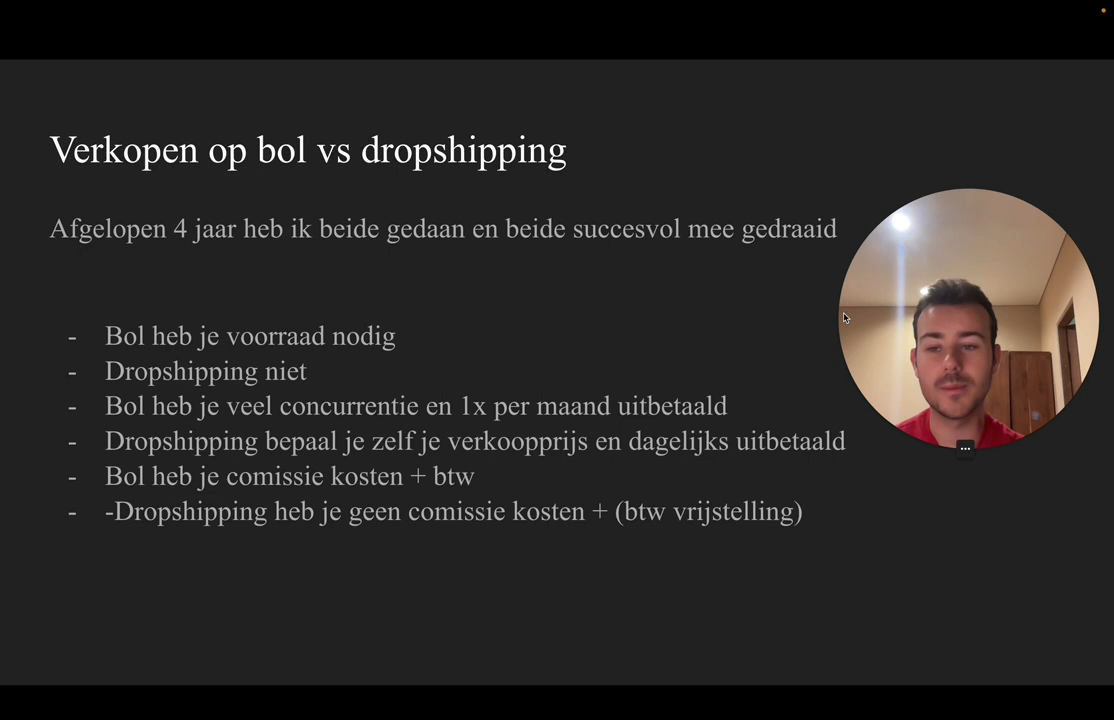 Verkopen op bol vs dropshipping
Afgelopen 4 jaar heb ik beide gedaan en beide succesvol mee gedraaid
- Bol heb je voorraad nodig
- Dropshipping niet
- Bol heb je veel concurrentie en 1x per maand uitbetaald
- Dropshipping bepaal je zelf je verkoopprijs en dagelijks uitbetaald
- Bol heb je comissie kosten + btw
- -Dropshipping heb je geen comissie kosten + (btw vrijstelling)